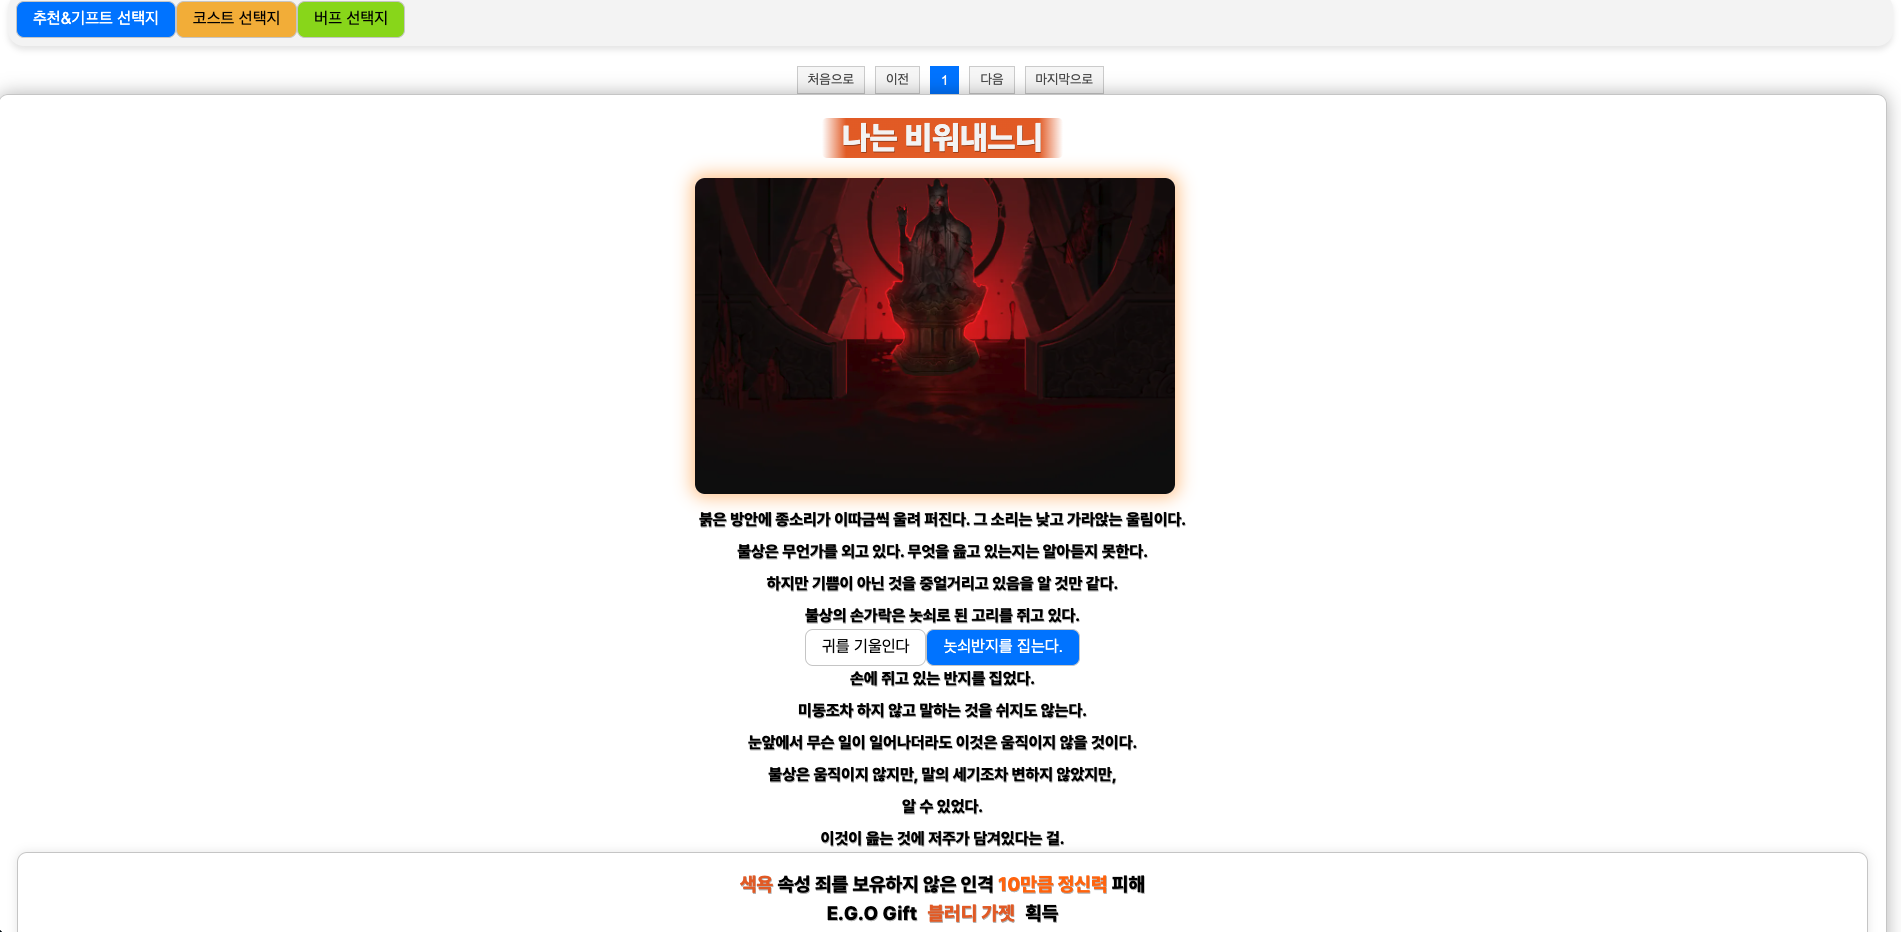 추천&기프트 선택지 코스트 선택지 버프 선택지
처음으로 이전 1 다음 마지막으로
나는 비워내느니
붉은 방안에 종소리가 이따금씩 울려 퍼진다. 그 소리는 낮고 가라앉는 울림이다.
불상은 무언가를 외고 있다. 무엇을 읊고 있는지는 알아듣지 못한다.
하지만 기쁨이 아닌 것을 중얼거리고 있음을 알 것만 같다.
불상의 손가락은 놋쇠로 된 고리를 쥐고 있다.
귀를 기울인다 놋쇠반지를 집는다.
손에 쥐고 있는 반지를 집었다.
미동조차 하지 않고 말하는 것을 쉬지도 않는다.
눈앞에서 무슨 일이 일어나더라도 이것은 움직이지 않을 것이다.
불상은 움직이지 않지만, 말의 세기조차 변하지 않았지만,
알 수 있었다.
이것이 읊는 것에 저주가 담겨있다는 걸.
색욕 속성 죄를 보유하지 않은 인격 10만큼 정신력 피해
E.G.O Gift 블러디 가젯 획득